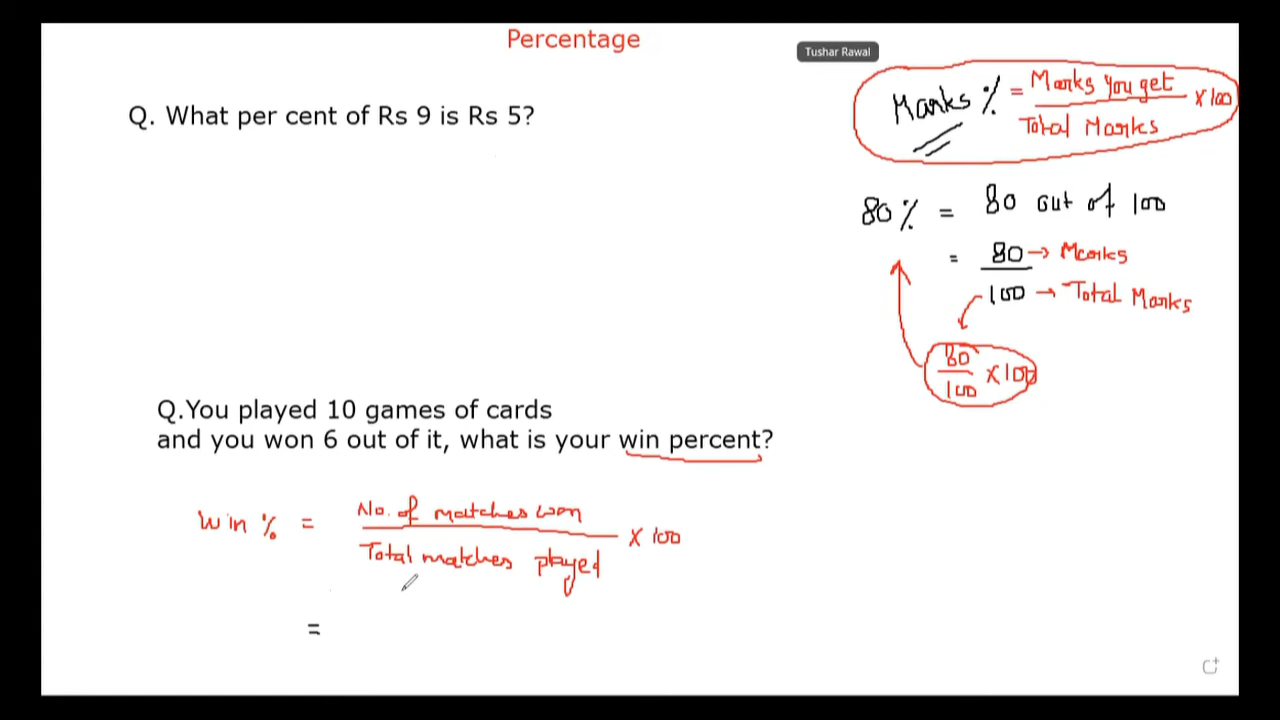 Percentage
Tushar Rawal
Marks % = Marks You get / Total Marks × 100
Q. What per cent of Rs 9 is Rs 5?
80 % = 80 out of 100
= 80 → Marks
100 → Total Marks
80 / 100 × 100
Q.You played 10 games of cards
and you won 6 out of it, what is your win percent?
Win % = No. of matches won / Total matches played × 100
=